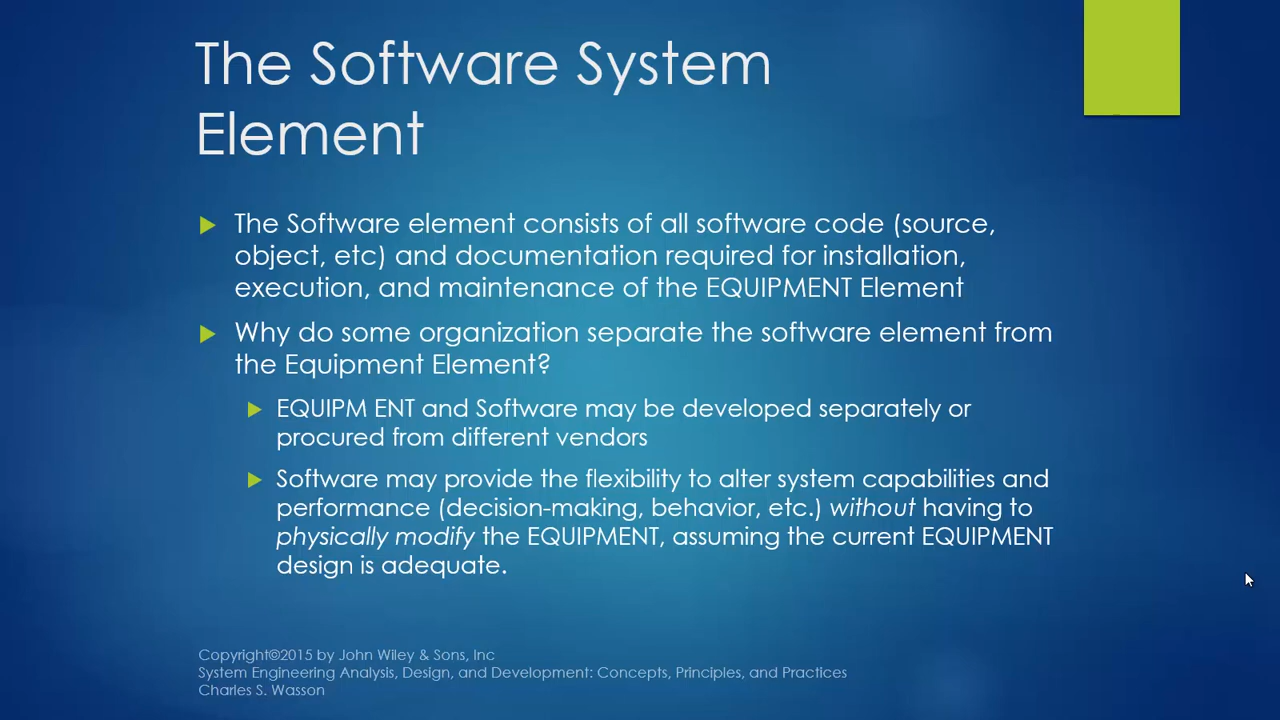 The Software System
Element
The Software element consists of all software code (source,
object, etc) and documentation required for installation,
execution, and maintenance of the EQUIPMENT Element
Why do some organization separate the software element from
the Equipment Element?
EQUIPM ENT and Software may be developed separately or
procured from different vendors
Software may provide the flexibility to alter system capabilities and
performance (decision-making, behavior, etc.) without having to
physically modify the EQUIPMENT, assuming the current EQUIPMENT
design is adequate.
Copyright©2015 by John Wiley & Sons, Inc
System Engineering Analysis, Design, and Development: Concepts, Principles, and Practices
Charles S. Wasson